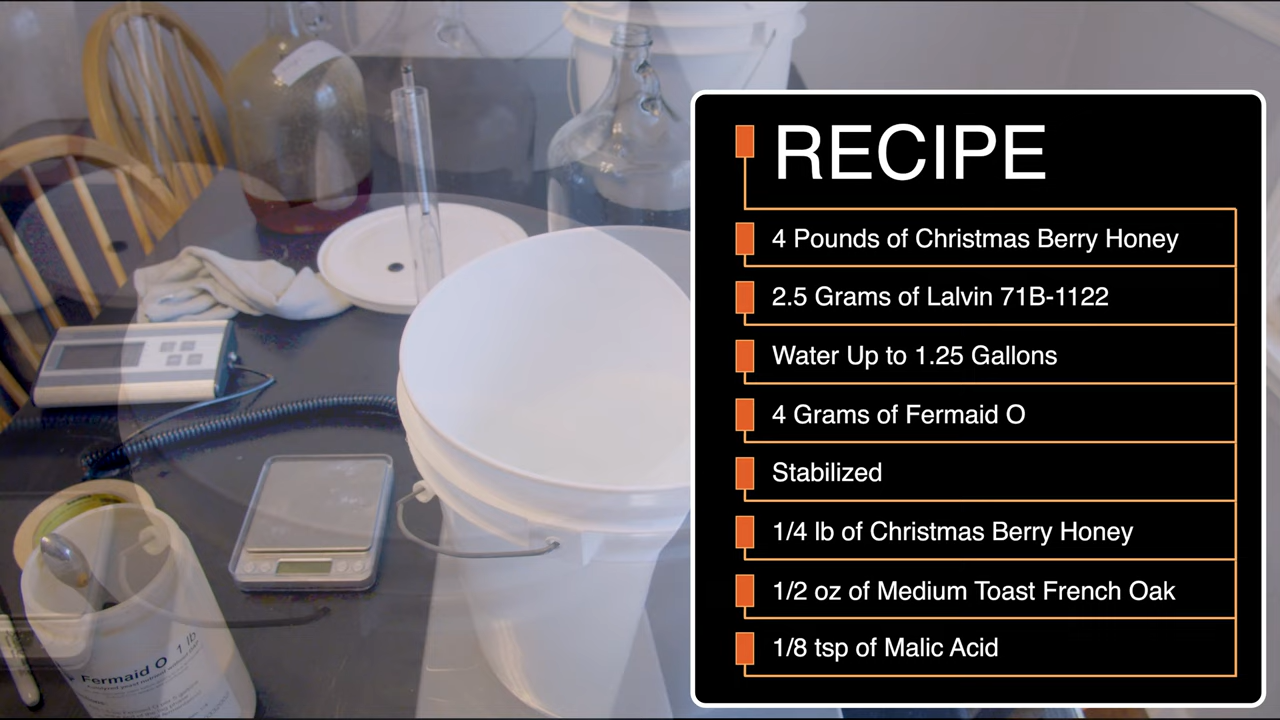 RECIPE
4 Pounds of Christmas Berry Honey
2.5 Grams of Lalvin 71B-1122
Water Up to 1.25 Gallons
4 Grams of Fermaid O
Stabilized
1/4 lb of Christmas Berry Honey
1/2 oz of Medium Toast French Oak
1/8 tsp of Malic Acid
Fermaid O 1 lb